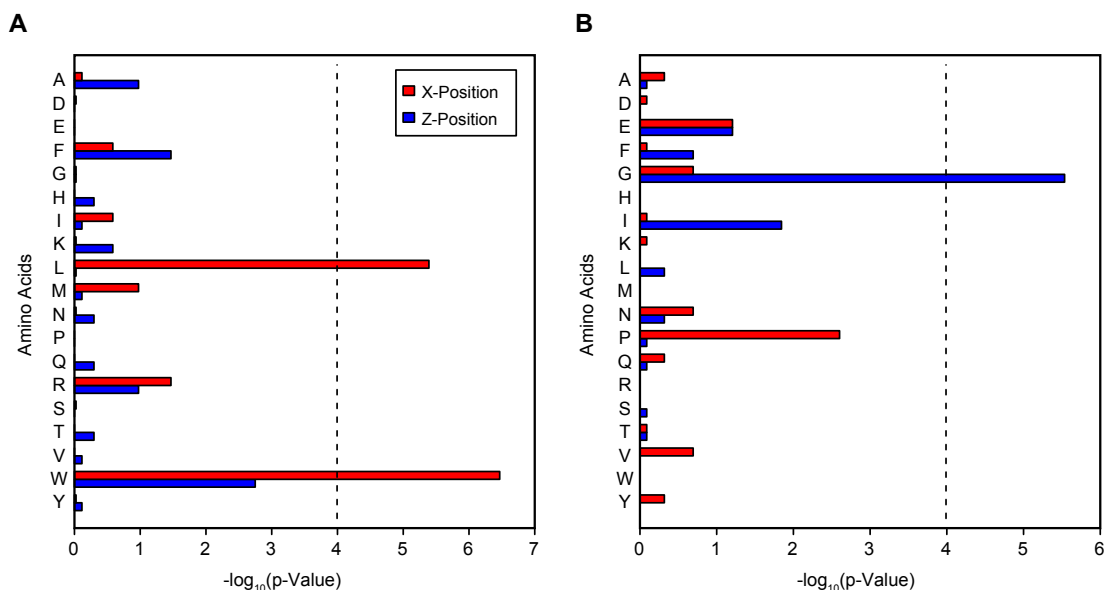 A
B
A
D
E
F
G
H
I
K
L
M
N
P
Q
R
S
T
V
W
Y
Amino Acids
X-Position
Z-Position
0 1 2 3 4 5 6 7
-log10(p-Value)
A
D
E
F
G
H
I
K
L
M
N
P
Q
R
S
T
V
W
Y
Amino Acids
0 1 2 3 4 5 6
-log10(p-Value)